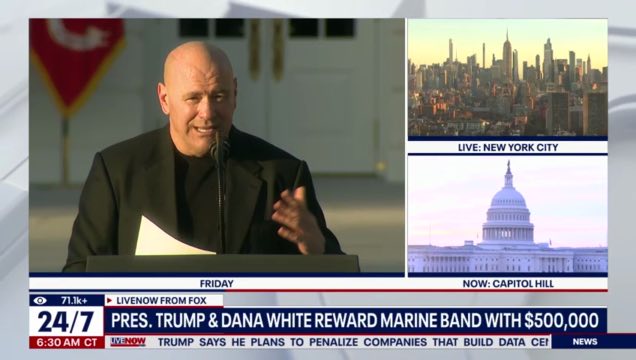 LIVE: NEW YORK CITY
FRIDAY
NOW: CAPITOL HILL
71.1k+
LIVENOW FROM FOX
24/7
PRES. TRUMP & DANA WHITE REWARD MARINE BAND WITH $500,000
6:30 AM CT
LIVENOW
TRUMP SAYS HE PLANS TO PENALIZE COMPANIES THAT BUILD DATA CE
NEWS